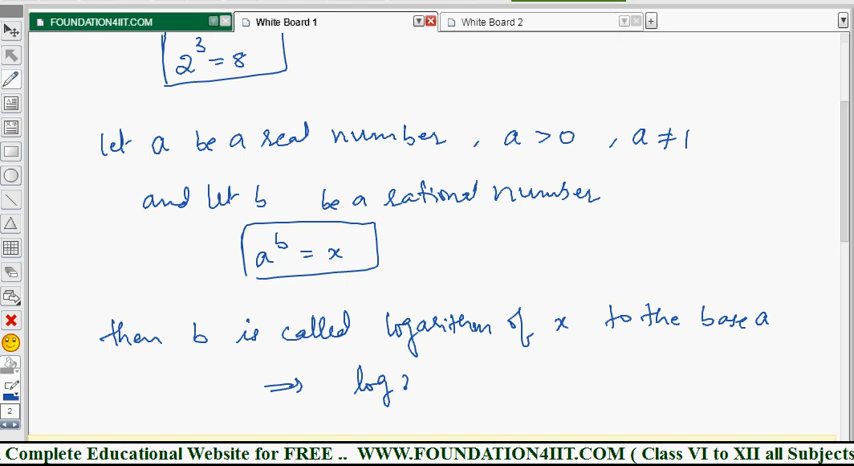 FOUNDATION4IIT.COM White Board 1 White Board 2
2³ = 8
let a be a real number, a > 0, a ≠ 1
and let b be a rational number
aᵇ = x
then b is called logarithm of x to the base a
⇒ log
2
Complete Educational Website for FREE .. WWW.FOUNDATION4IIT.COM ( Class VI to XII all Subjects